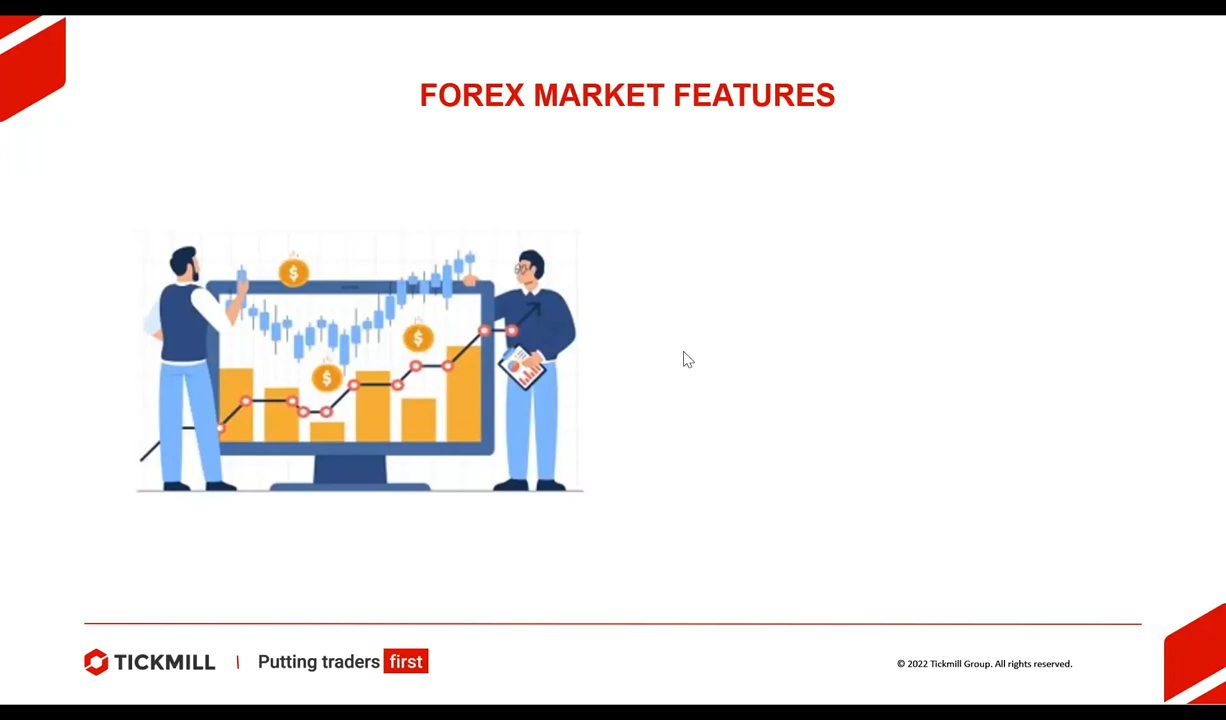 FOREX MARKET FEATURES
$
$
$
TICKMILL | Putting traders first
© 2022 Tickmill Group. All rights reserved.